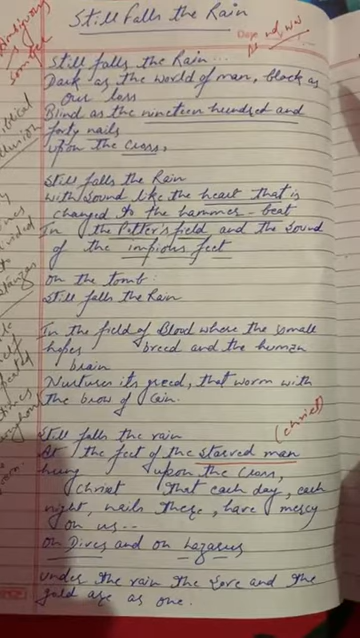 Still Falls the Rain
Date
Still falls the Rain...
Dark as the world of man, black as
our loss
Blind as the nineteen hundred and
forty nails
upon the Cross,
Still falls the Rain
with Sound like the heart that is
changed to the hammer-beat
In the Potter's field and the Sound
of the impious feet
on the tomb:
Still falls the Rain
In the field of Blood where the small
hopes breed and the human
brain
Nurtures its greed, that worm with
the brow of Cain.
Still falls the rain
(christ)
At the feet of the starved man
hung upon the Cross,
Christ that each day, each
night, nails there, have mercy
on us--
on Dives and on Lazarus
under the rain the sore and the
gold are as one.